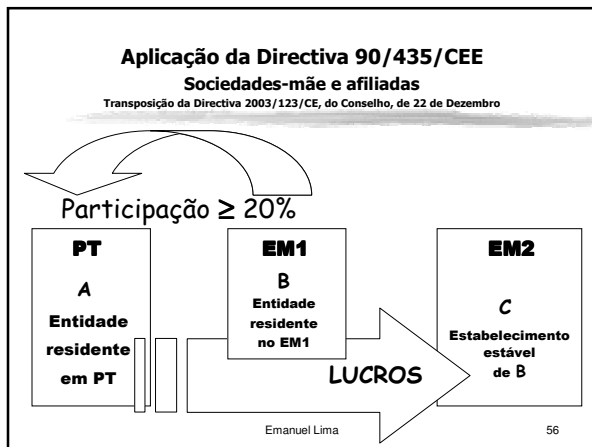 Aplicação da Directiva 90/435/CEE
Sociedades-mãe e afiliadas
Transposição da Directiva 2003/123/CE, do Conselho, de 22 de Dezembro
Participação ≥ 20%
PT
A
Entidade
residente
em PT
EM1
B
Entidade
residente
no EM1
EM2
C
Estabelecimento
estável
de B
LUCROS
Emanuel Lima
56